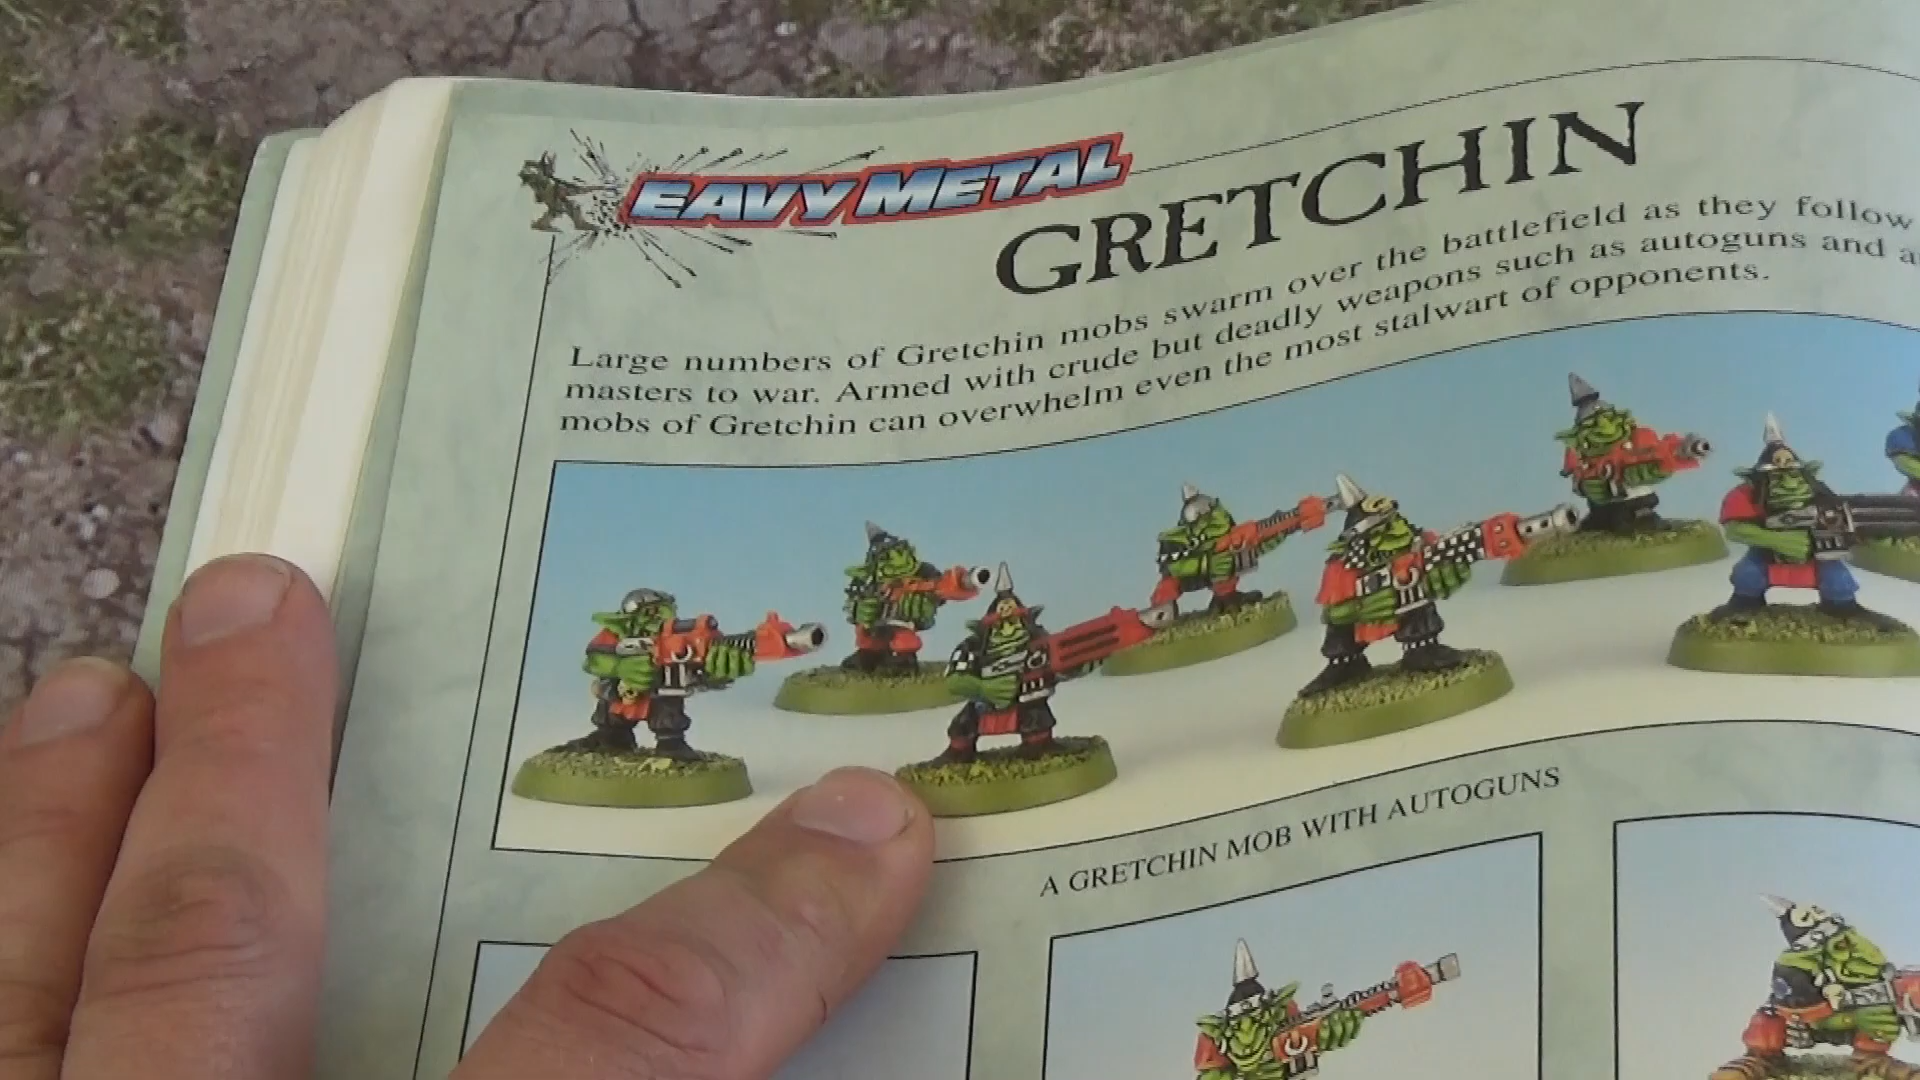 EAVY METAL
GRETCHIN
Large numbers of Gretchin mobs swarm over the battlefield as they follow
masters to war. Armed with crude but deadly weapons such as autoguns and
mobs of Gretchin can overwhelm even the most stalwart of opponents.
A GRETCHIN MOB WITH AUTOGUNS